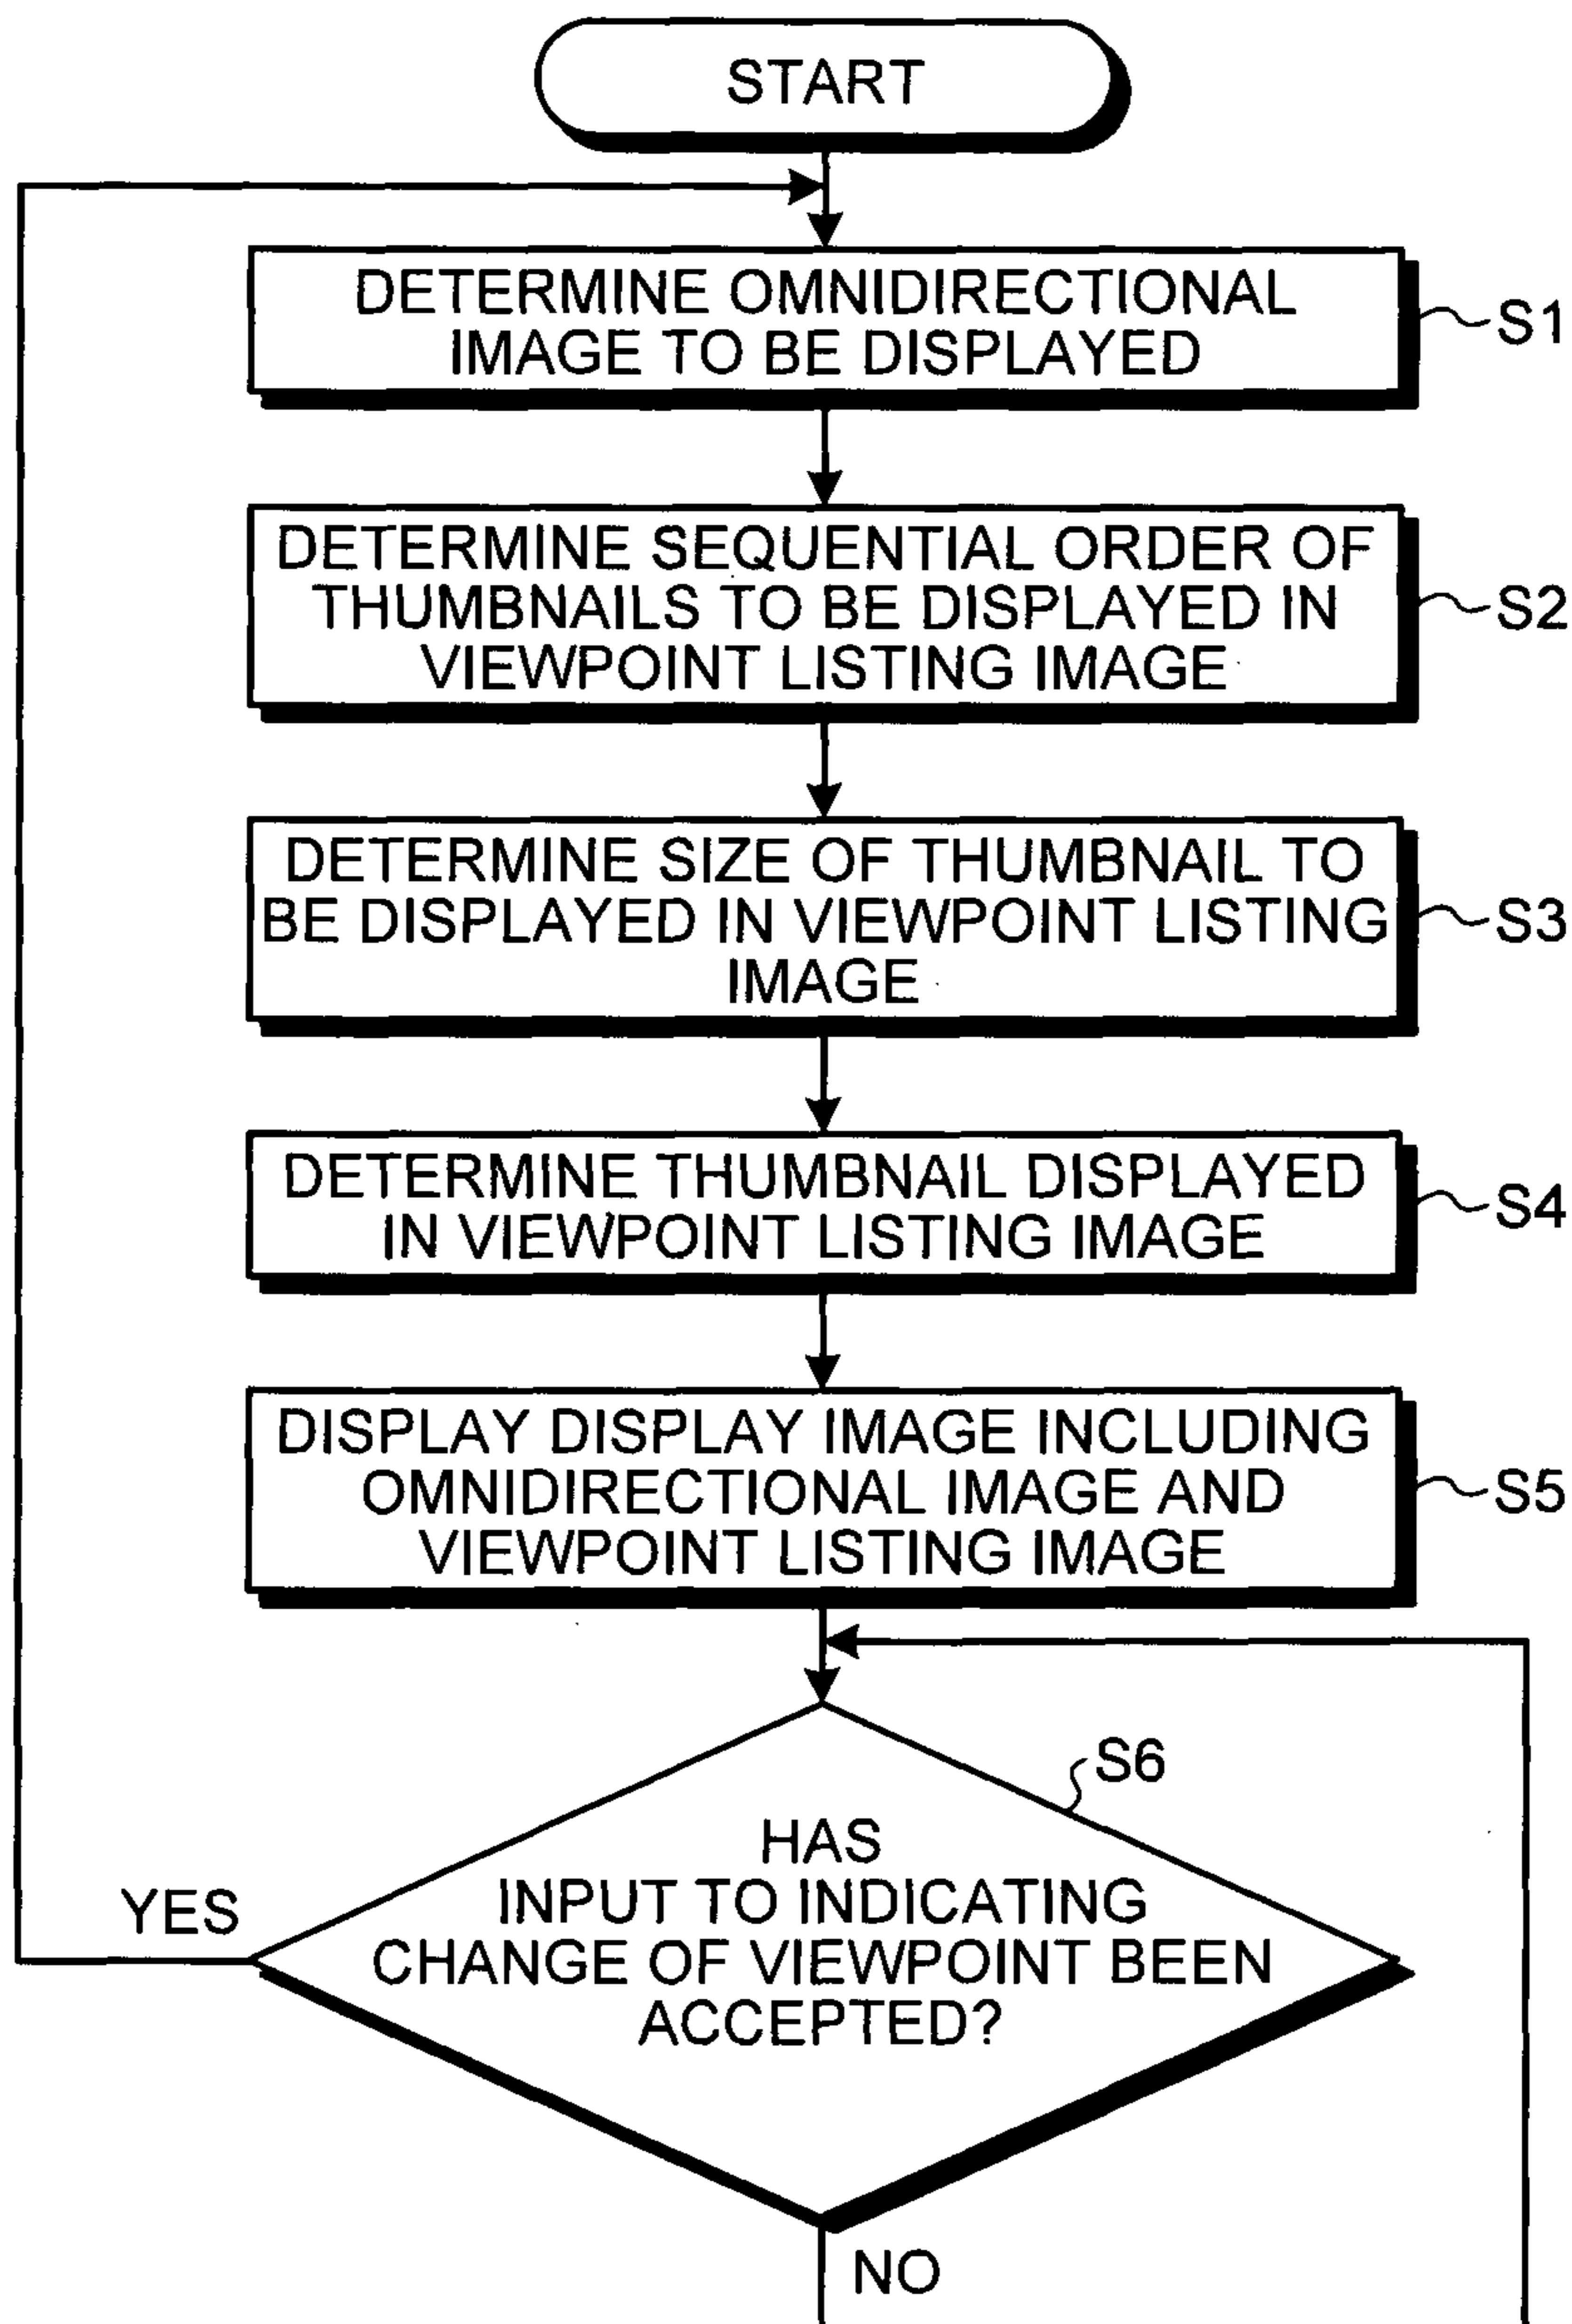 START
DETERMINE OMNIDIRECTIONAL
IMAGE TO BE DISPLAYED
S1
DETERMINE SEQUENTIAL ORDER OF
THUMBNAILS TO BE DISPLAYED IN
VIEWPOINT LISTING IMAGE
S2
DETERMINE SIZE OF THUMBNAIL TO
BE DISPLAYED IN VIEWPOINT LISTING
IMAGE
S3
DETERMINE THUMBNAIL DISPLAYED
IN VIEWPOINT LISTING IMAGE
S4
DISPLAY DISPLAY IMAGE INCLUDING
OMNIDIRECTIONAL IMAGE AND
VIEWPOINT LISTING IMAGE
S5
S6
HAS
INPUT TO INDICATING
CHANGE OF VIEWPOINT BEEN
ACCEPTED?
YES
NO